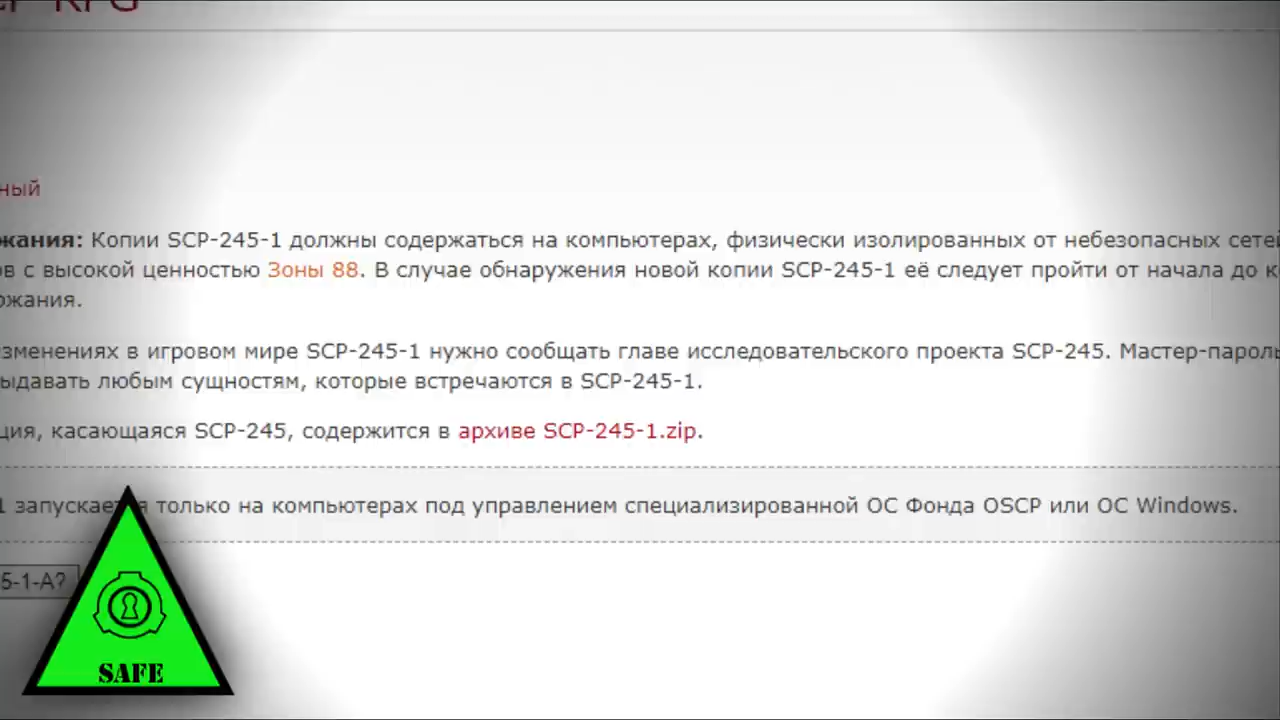 RPG
ный
жания: Копии SCP-245-1 должны содержаться на компьютерах, физически изолированных от небезопасных сетей
ов с высокой ценностью Зоны 88. В случае обнаружения новой копии SCP-245-1 её следует пройти от начала до к
ржания.
зменениях в игровом мире SCP-245-1 нужно сообщать главе исследовательского проекта SCP-245. Мастер-пароль
ыдавать любым сущностям, которые встречаются в SCP-245-1.
ция, касающаяся SCP-245, содержится в архиве SCP-245-1.zip.
1 запускается только на компьютерах под управлением специализированной ОС Фонда OSCP или ОС Windows.
5-1-A?
SAFE